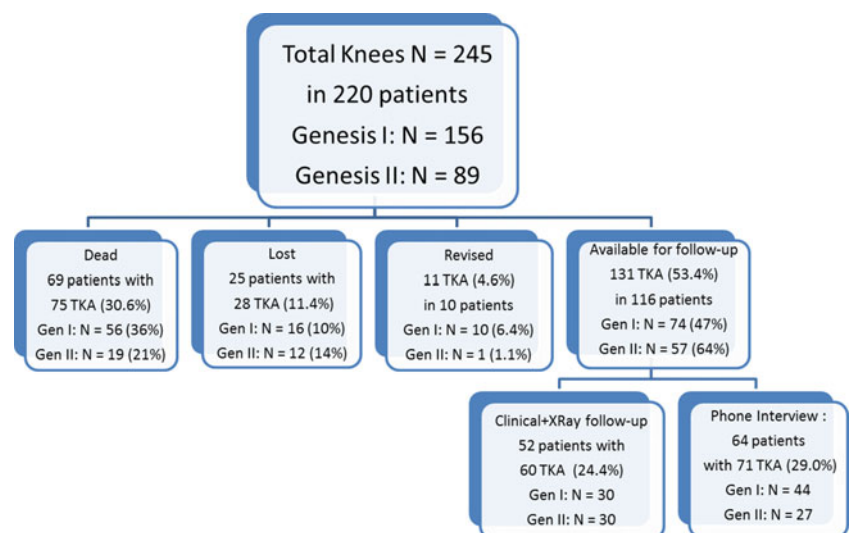 Total Knees N = 245
in 220 patients
Genesis I: N = 156
Genesis II: N = 89
Dead
69 patients with
75 TKA (30.6%)
Gen I: N = 56 (36%)
Gen II: N = 19 (21%)
Lost
25 patients with
28 TKA (11.4%)
Gen I: N = 16 (10%)
Gen II: N = 12 (14%)
Revised
11 TKA (4.6%)
in 10 patients
Gen I: N = 10 (6.4%)
Gen II: N = 1 (1.1%)
Available for follow-up
131 TKA (53.4%)
in 116 patients
Gen I: N = 74 (47%)
Gen II: N = 57 (64%)
Clinical+XRay follow-up
52 patients with
60 TKA (24.4%)
Gen I: N = 30
Gen II: N = 30
Phone Interview :
64 patients
with 71 TKA (29.0%)
Gen I: N = 44
Gen II: N = 27